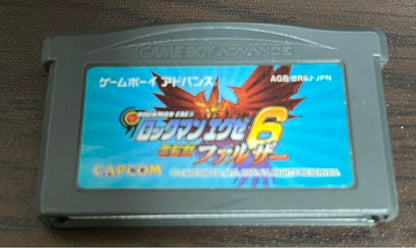 GAME BOY ADVANCE
ゲームボーイ アドバンス
AGB-BR6J-JPN
ロックマンエグゼ6
電脳獣
ファルザー
CAPCOM